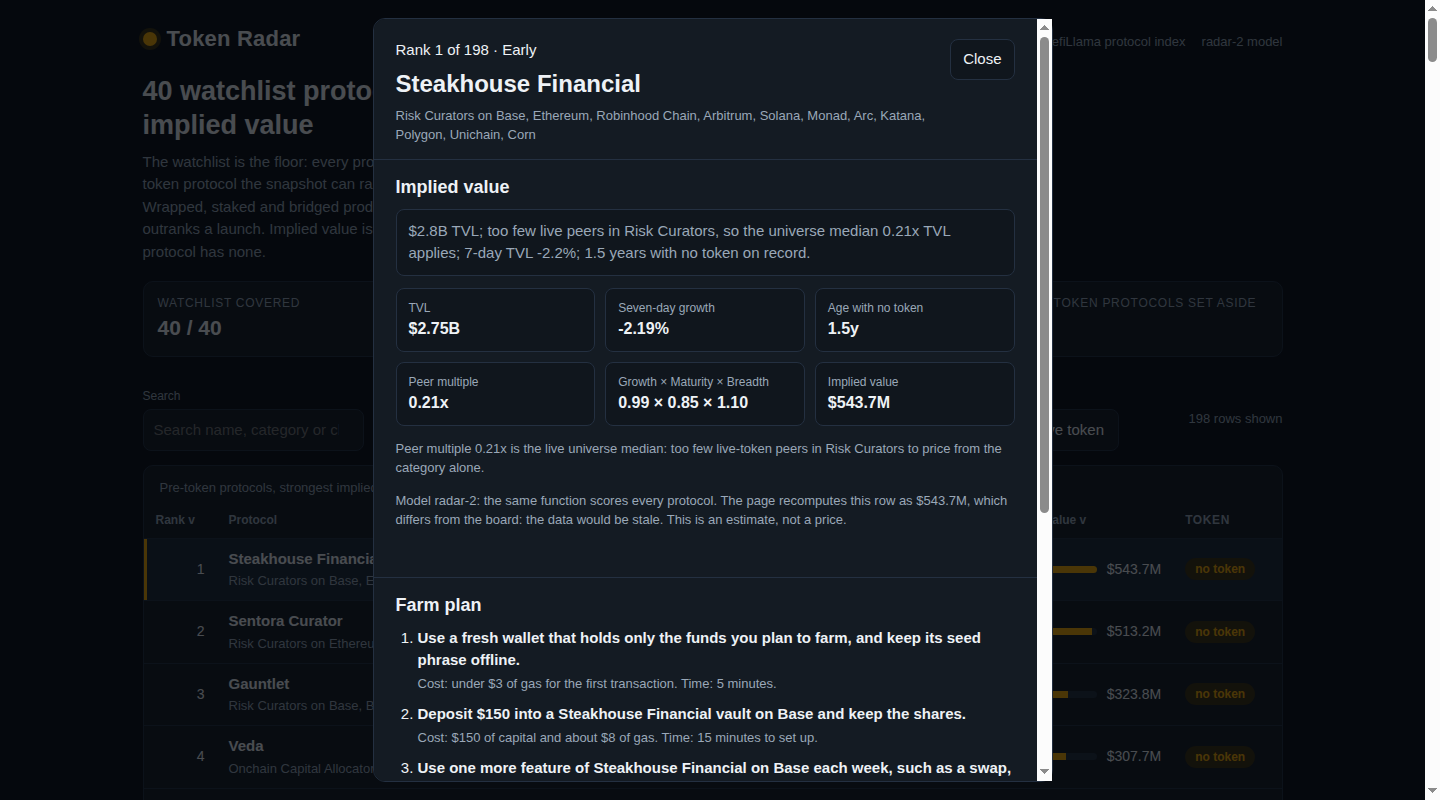 Token Radar
efiLlama protocol index radar-2 model
40 watchlist proto
implied value
The watchlist is the floor: every pro
token protocol the snapshot can ra
Wrapped, staked and bridged prod
outranks a launch. Implied value is
protocol has none.
WATCHLIST COVERED
40 / 40
TOKEN PROTOCOLS SET ASIDE
Search
Search name, category or c
ve token
198 rows shown
Pre-token protocols, strongest implied
Rank v Protocol alue v TOKEN
1 Steakhouse Financia $543.7M no token
Risk Curators on Base, E
2 Sentora Curator $513.2M no token
Risk Curators on Ethereu
3 Gauntlet $323.8M no token
Risk Curators on Base, B
4 Veda $307.7M no token
Onchain Capital Allocator
Rank 1 of 198 · Early
Close
Steakhouse Financial
Risk Curators on Base, Ethereum, Robinhood Chain, Arbitrum, Solana, Monad, Arc, Katana,
Polygon, Unichain, Corn
Implied value
$2.8B TVL; too few live peers in Risk Curators, so the universe median 0.21x TVL
applies; 7-day TVL -2.2%; 1.5 years with no token on record.
TVL
$2.75B
Seven-day growth
-2.19%
Age with no token
1.5y
Peer multiple
0.21x
Growth × Maturity × Breadth
0.99 × 0.85 × 1.10
Implied value
$543.7M
Peer multiple 0.21x is the live universe median: too few live-token peers in Risk Curators to price from the
category alone.
Model radar-2: the same function scores every protocol. The page recomputes this row as $543.7M, which
differs from the board: the data would be stale. This is an estimate, not a price.
Farm plan
1. Use a fresh wallet that holds only the funds you plan to farm, and keep its seed
phrase offline.
Cost: under $3 of gas for the first transaction. Time: 5 minutes.
2. Deposit $150 into a Steakhouse Financial vault on Base and keep the shares.
Cost: $150 of capital and about $8 of gas. Time: 15 minutes to set up.
3. Use one more feature of Steakhouse Financial on Base each week, such as a swap,